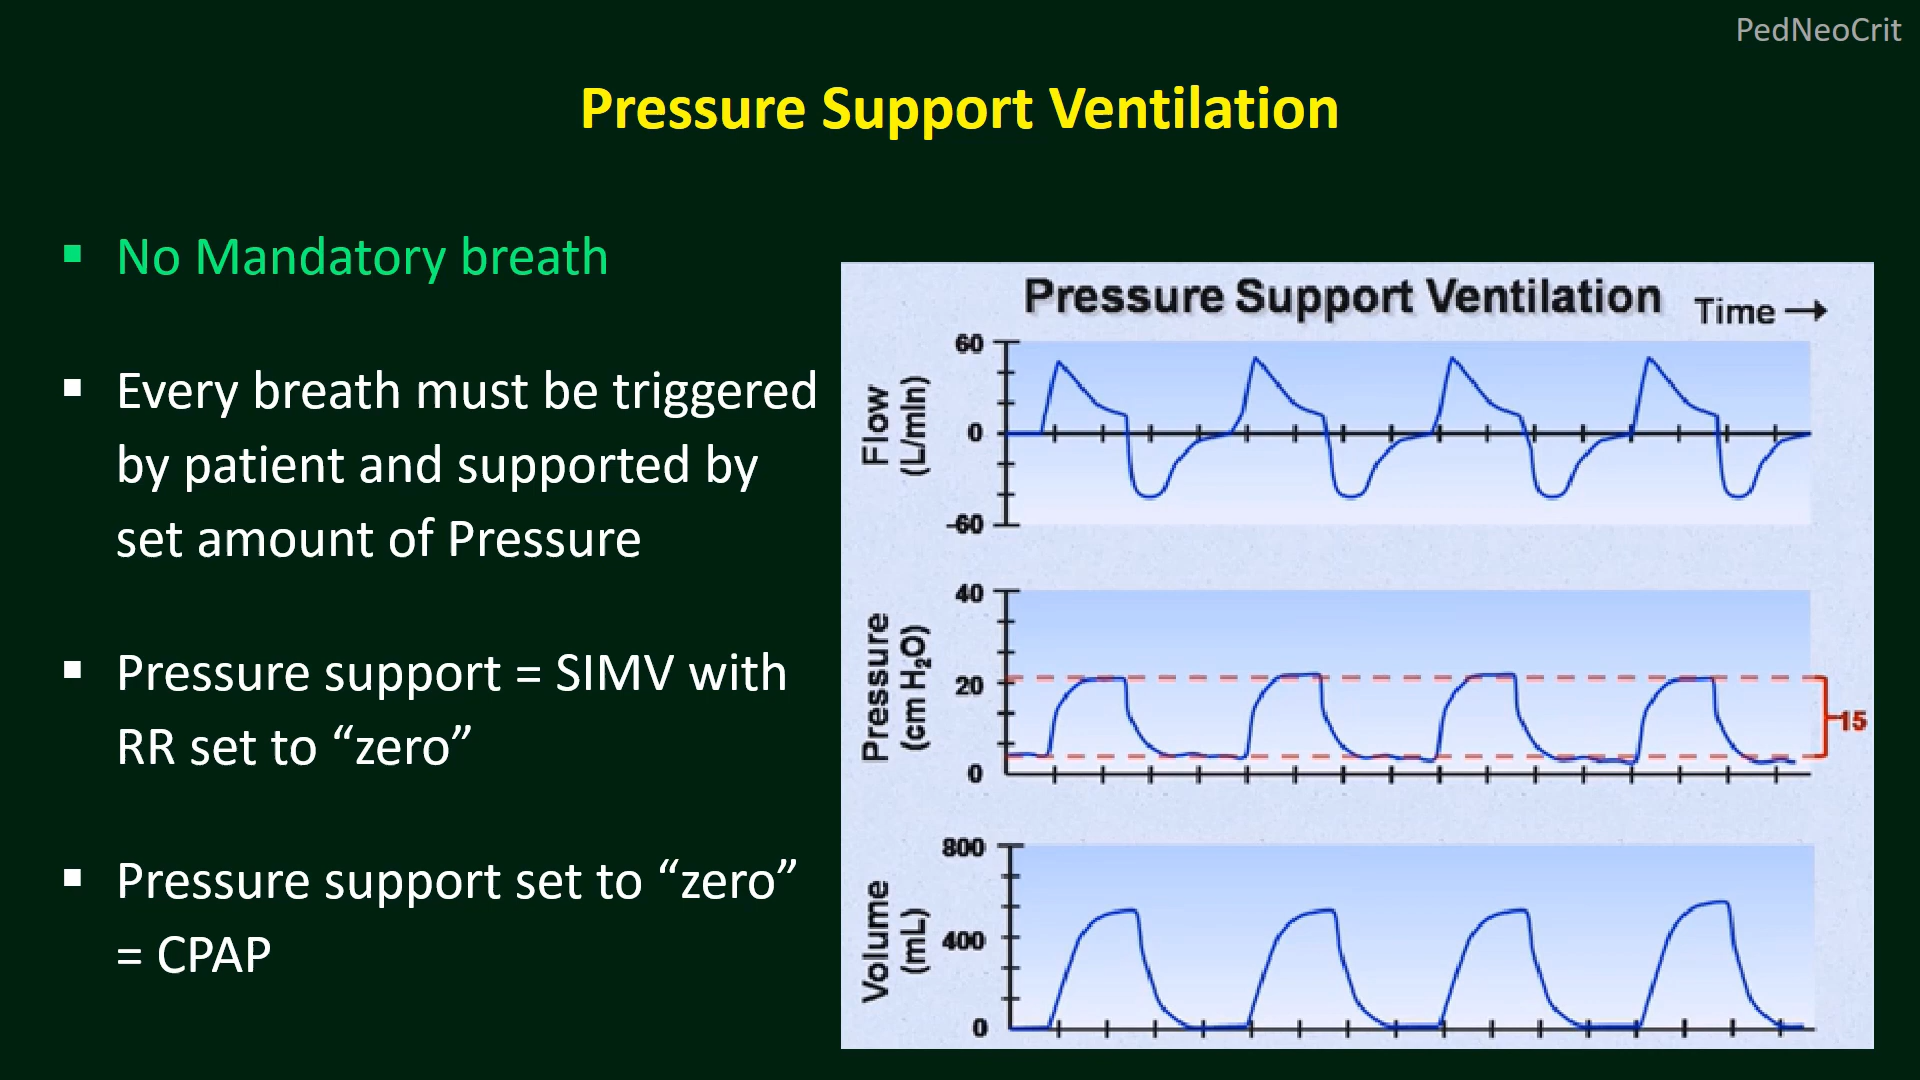 PedNeoCrit
Pressure Support Ventilation
▪ No Mandatory breath
▪ Every breath must be triggered
by patient and supported by
set amount of Pressure
▪ Pressure support = SIMV with
RR set to “zero”
▪ Pressure support set to “zero”
= CPAP
Pressure Support Ventilation
Time →
Flow
(L/min)
60
0
-60
Pressure
(cm H₂O)
40
20
0
15
Volume
(mL)
800
400
0